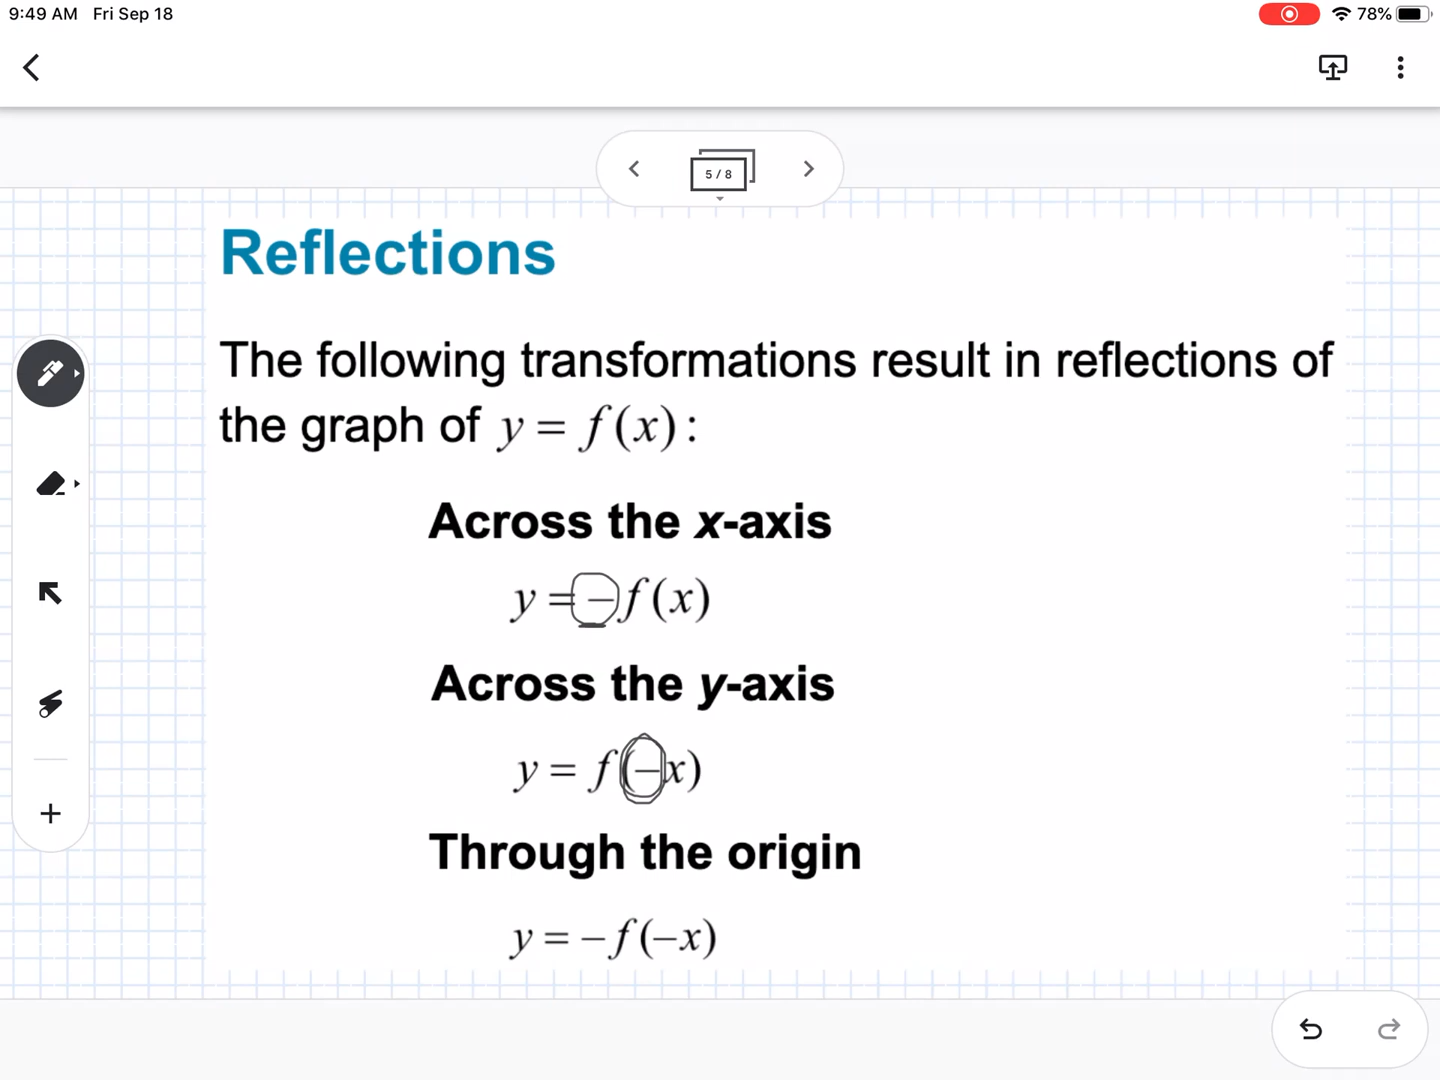 9:49 AM Fri Sep 18 78%
5 / 8
Reflections
The following transformations result in reflections of
the graph of y = f(x):
Across the x-axis
y = −f(x)
Across the y-axis
y = f(−x)
Through the origin
y = −f(−x)